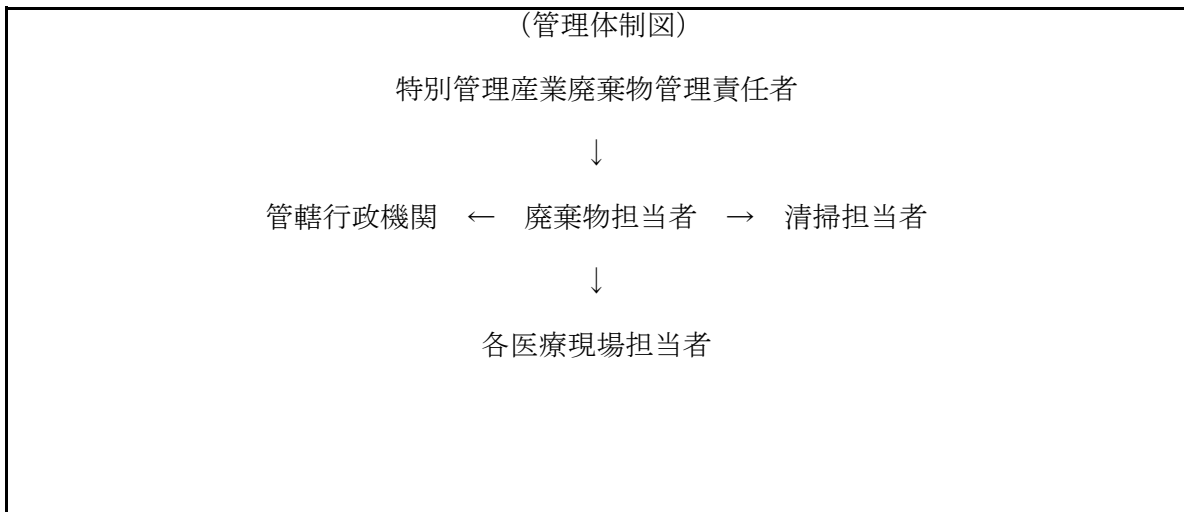 （管理体制図）
特別管理産業廃棄物管理責任者
↓
管轄行政機関　←　廃棄物担当者　→　清掃担当者
↓
各医療現場担当者